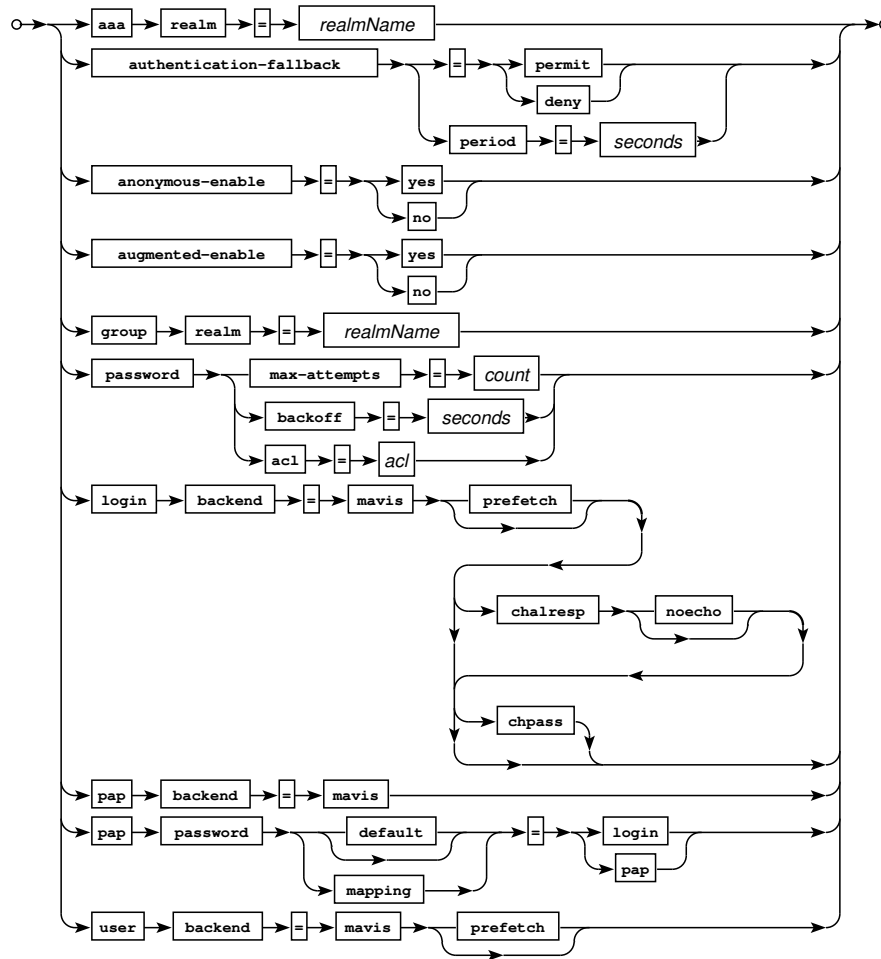 aaa realm = realmName
authentication-fallback = permit
deny
period = seconds
anonymous-enable = yes
no
augmented-enable = yes
no
group realm = realmName
password max-attempts = count
backoff = seconds
acl = acl
login backend = mavis prefetch
chalresp noecho
chpass
pap backend = mavis
pap password default = login
mapping pap
user backend = mavis prefetch